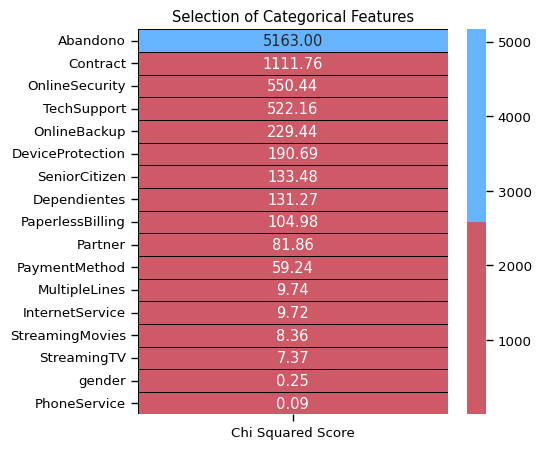 Selection of Categorical Features
Abandono 5163.00
Contract 1111.76
OnlineSecurity 550.44
TechSupport 522.16
OnlineBackup 229.44
DeviceProtection 190.69
SeniorCitizen 133.48
Dependientes 131.27
PaperlessBilling 104.98
Partner 81.86
PaymentMethod 59.24
MultipleLines 9.74
InternetService 9.72
StreamingMovies 8.36
StreamingTV 7.37
gender 0.25
PhoneService 0.09
Chi Squared Score
5000
4000
3000
2000
1000